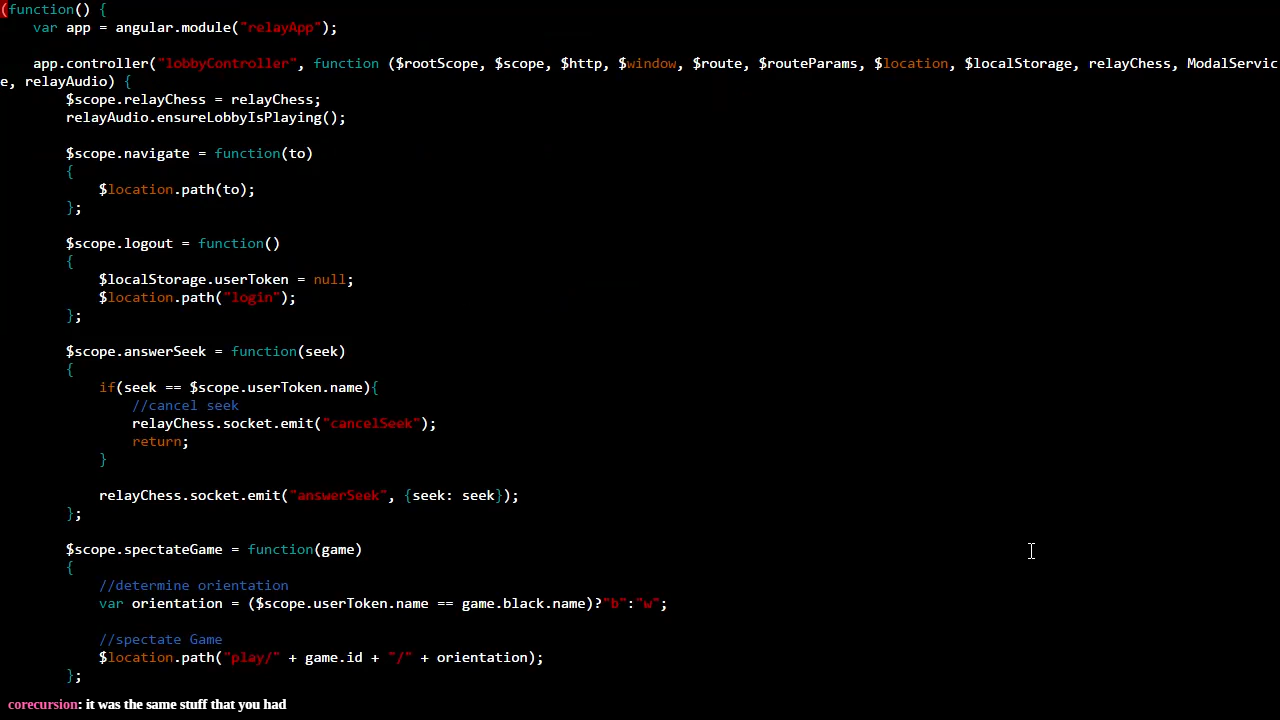 (function() {
    var app = angular.module("relayApp");

    app.controller("lobbyController", function ($rootScope, $scope, $http, $window, $route, $routeParams, $location, $localStorage, relayChess, ModalServic
e, relayAudio) {
        $scope.relayChess = relayChess;
        relayAudio.ensureLobbyIsPlaying();

        $scope.navigate = function(to)
        {
            $location.path(to);
        };

        $scope.logout = function()
        {
            $localStorage.userToken = null;
            $location.path("login");
        };

        $scope.answerSeek = function(seek)
        {
            if(seek == $scope.userToken.name){
                //cancel seek
                relayChess.socket.emit("cancelSeek");
                return;
            }

            relayChess.socket.emit("answerSeek", {seek: seek});
        };

        $scope.spectateGame = function(game)
        {
            //determine orientation
            var orientation = ($scope.userToken.name == game.black.name)?"b":"w";

            //spectate Game
            $location.path("play/" + game.id + "/" + orientation);
        };
corecursion: it was the same stuff that you had